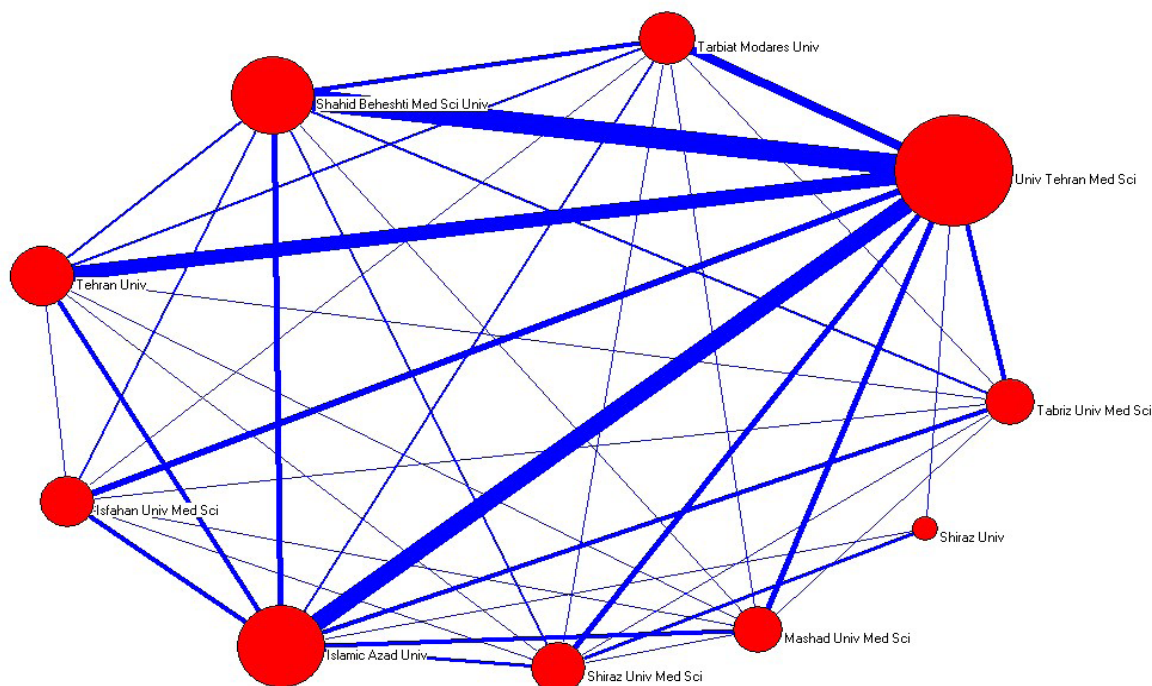 Tarbiat Modares Univ
Shahid Beheshti Med Sci Univ
Univ Tehran Med Sci
Tehran Univ
Tabriz Univ Med Sci
Isfahan Univ Med Sci
Shiraz Univ
Mashad Univ Med Sci
Islamic Azad Univ
Shiraz Univ Med Sci